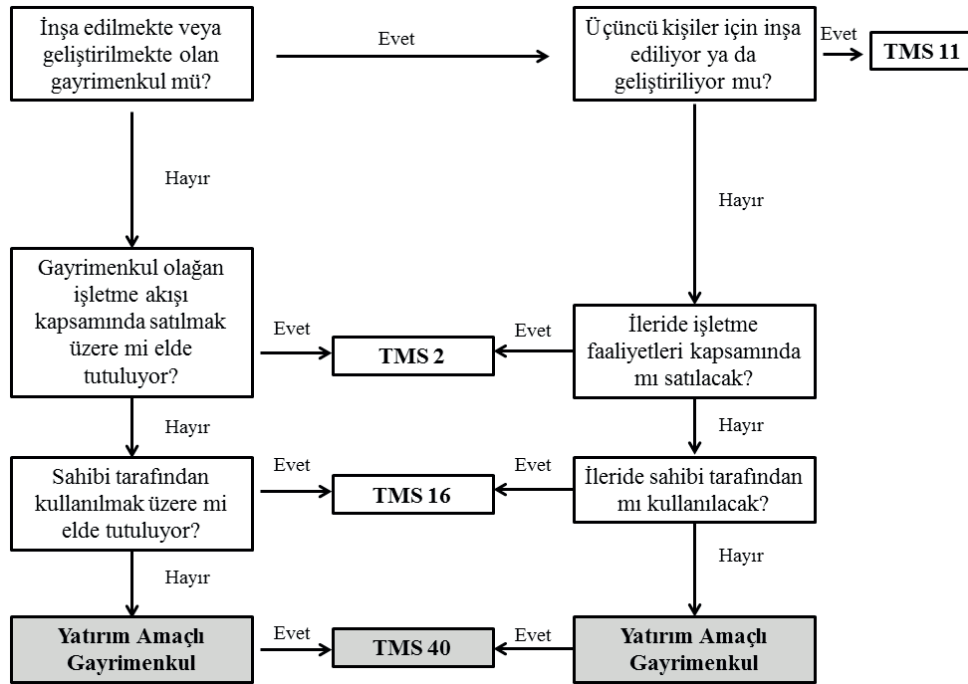 İnşa edilmekte veya
geliştirilmekte olan
gayrimenkul mü?
Evet
Üçüncü kişiler için inşa
ediliyor ya da
geliştiriliyor mu?
Evet
TMS 11
Hayır
Hayır
Gayrimenkul olağan
işletme akışı
kapsamında satılmak
üzere mi elde
tutuluyor?
Evet
TMS 2
Evet
İleride işletme
faaliyetleri kapsamında
mı satılacak?
Hayır
Hayır
Sahibi tarafından
kullanılmak üzere mi
elde tutuluyor?
Evet
TMS 16
Evet
İleride sahibi tarafından
mı kullanılacak?
Hayır
Hayır
Yatırım Amaçlı
Gayrimenkul
Evet
TMS 40
Evet
Yatırım Amaçlı
Gayrimenkul